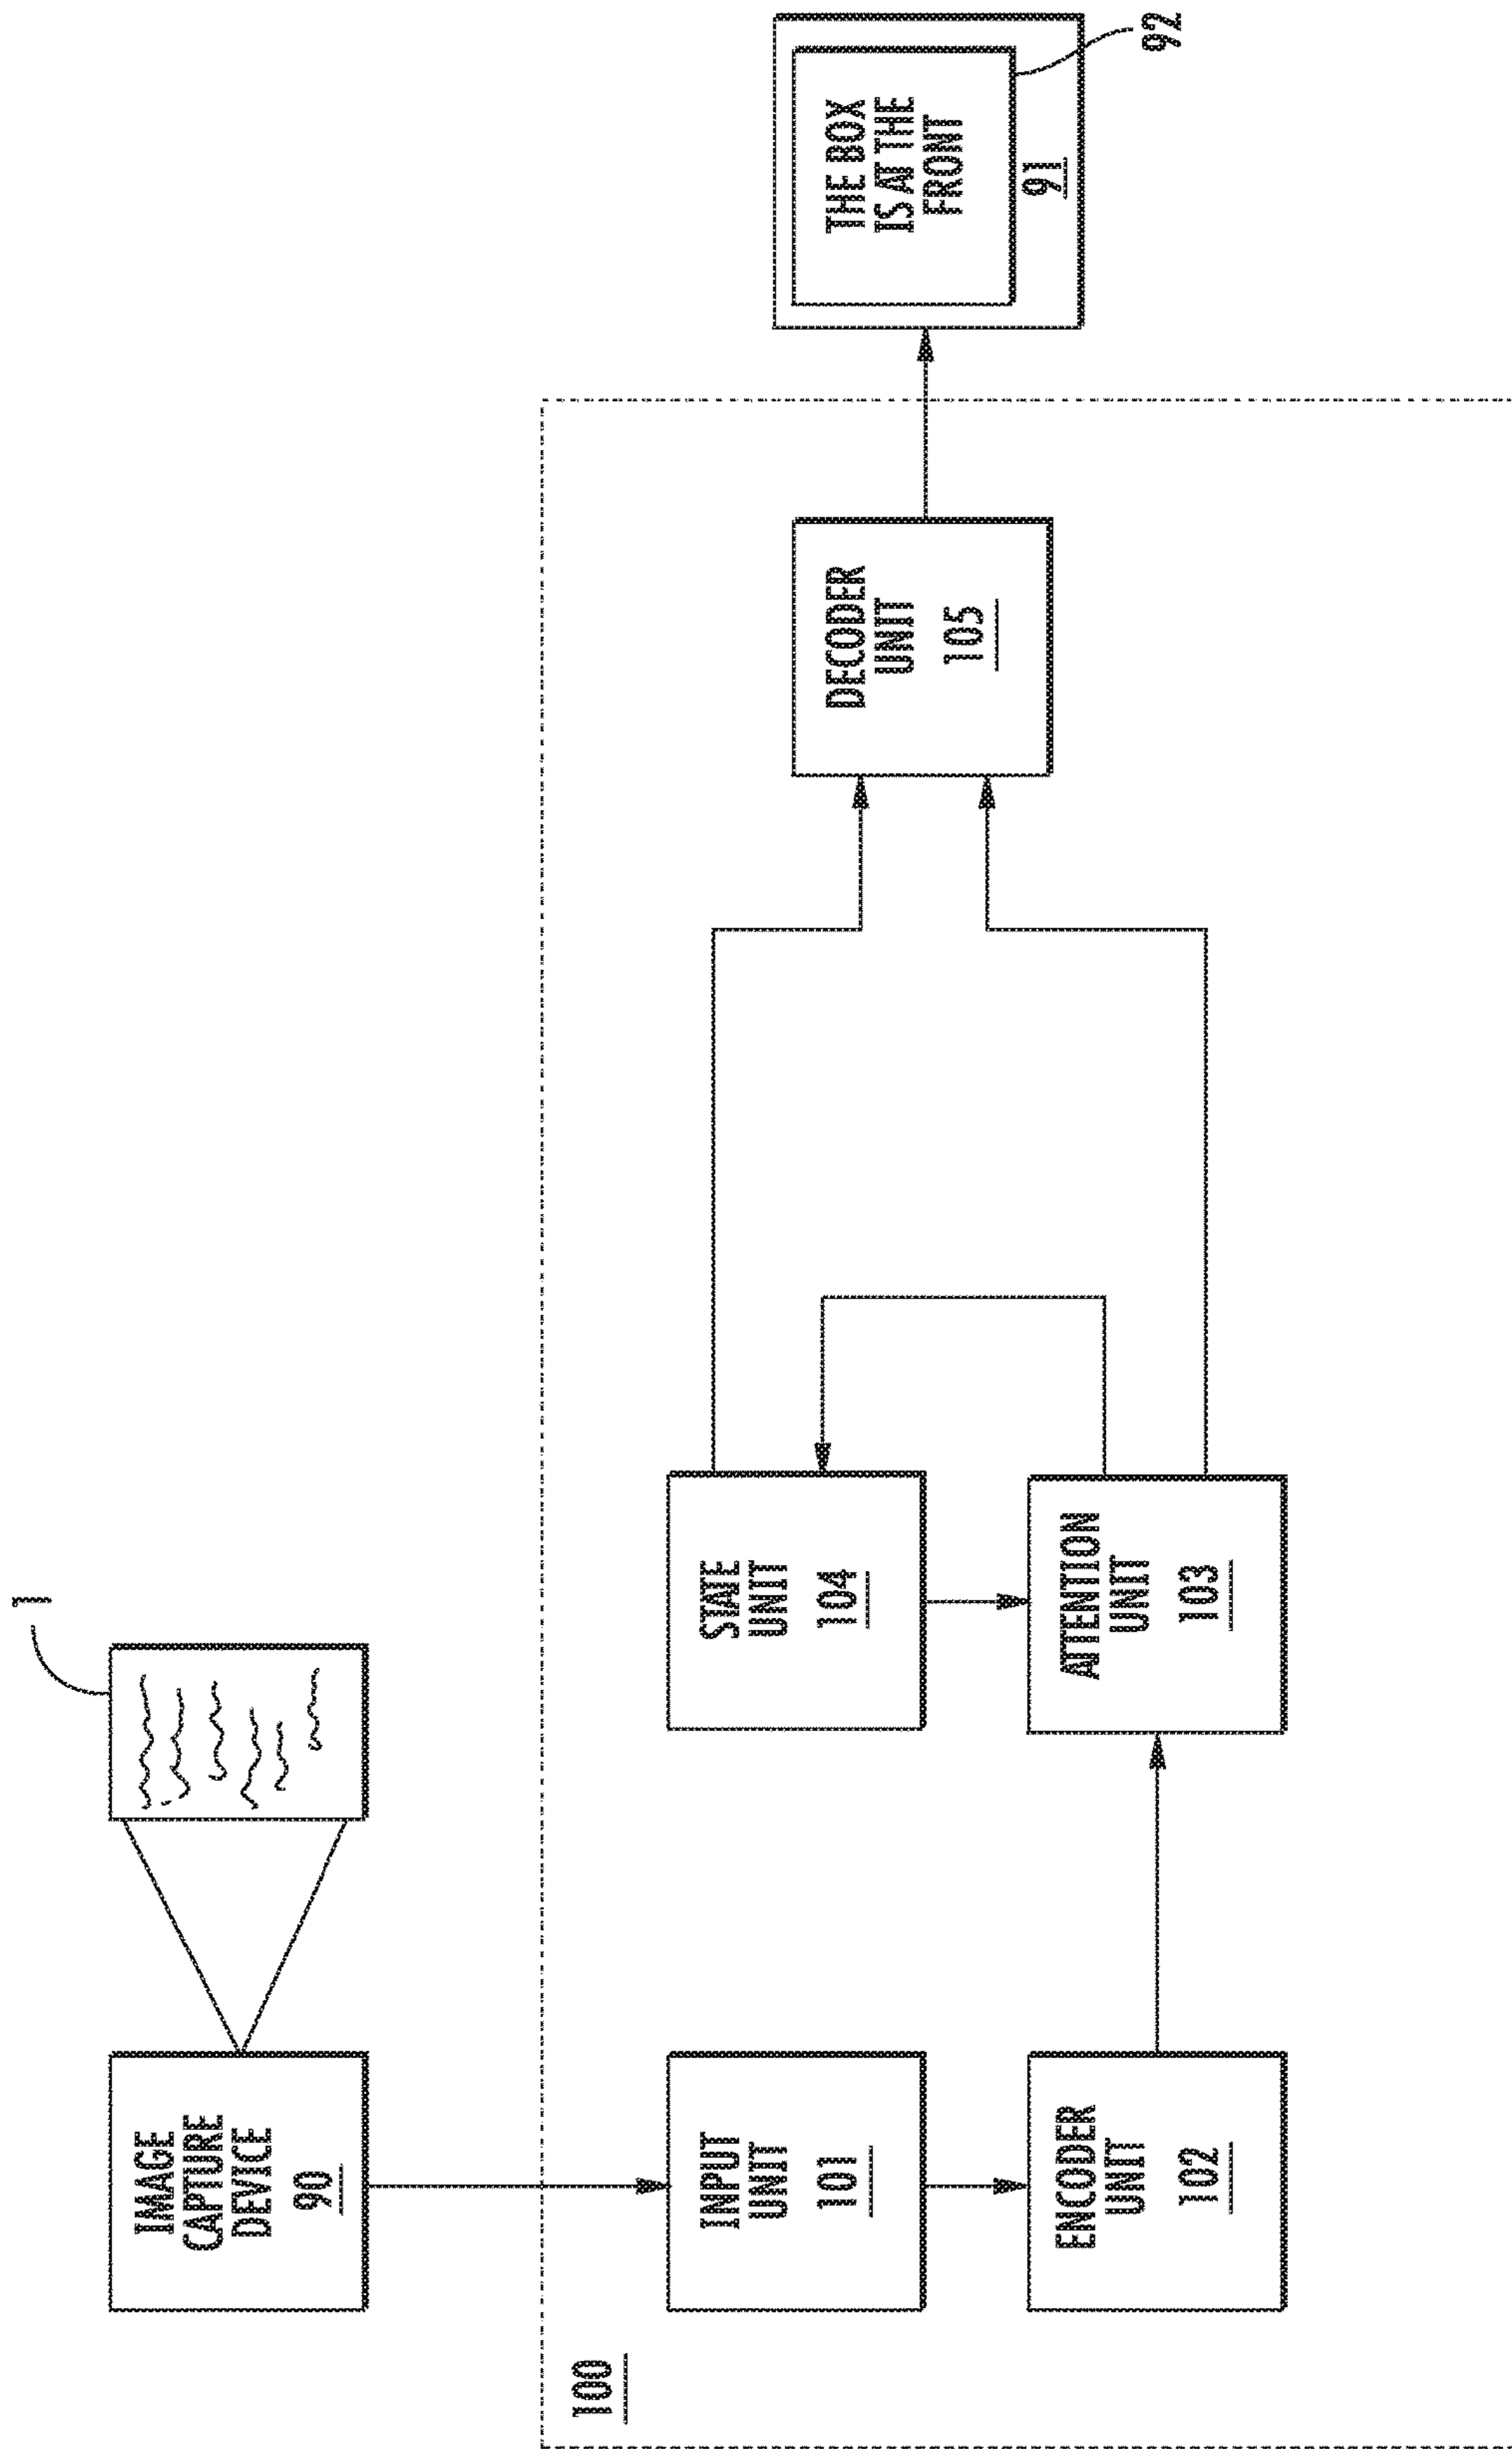 1
IMAGE
CAPTURE
DEVICE
90
100
INPUT
UNIT
101
STATE
UNIT
104
DECODER
UNIT
105
THE BOX
IS AT THE
FRONT
91
92
ENCODER
UNIT
102
ATTENTION
UNIT
103